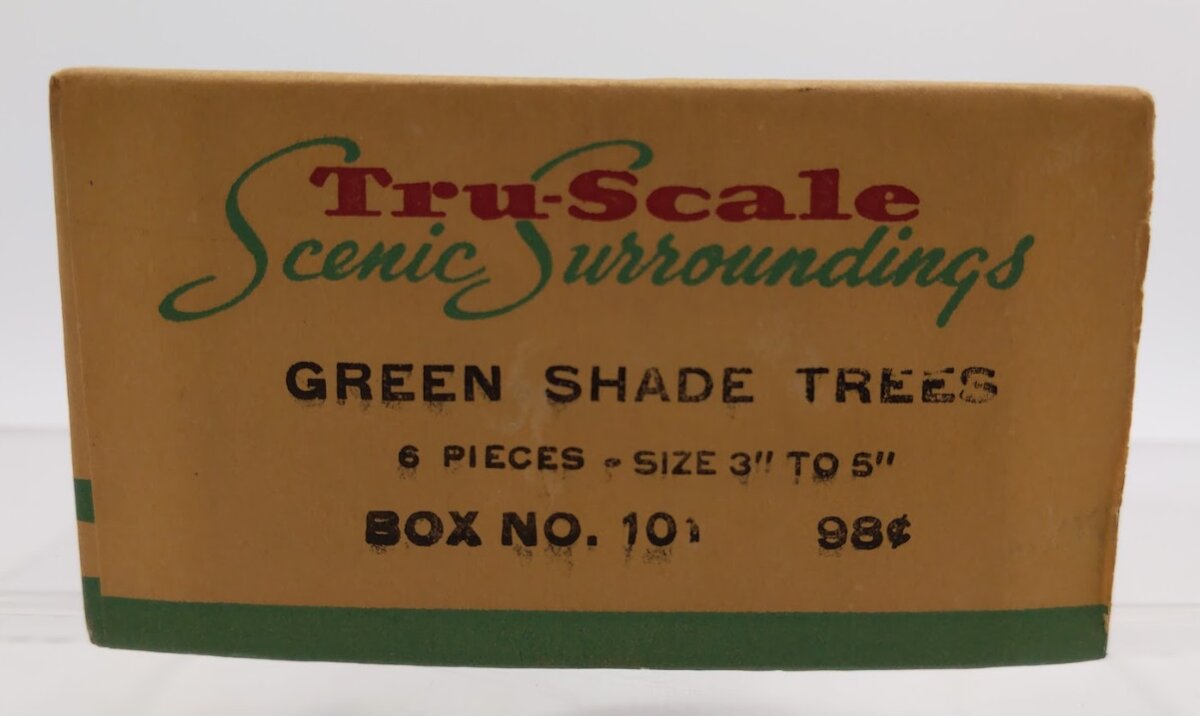 Tru-Scale
Scenic Surroundings
GREEN SHADE TREES
6 PIECES - SIZE 3" TO 5"
BOX NO. 101 98¢